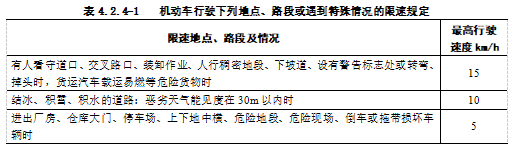 表 4.2.4-1 机动车行驶下列地点、路段或遇到特殊情况的限速规定
限速地点、路段及情况
最高行驶
速度 km/h
有人看守道口、交叉路口、装卸作业、人行稠密地段、下坡道、设有警告标志处或转弯、
掉头时，货运汽车载运易燃等危险货物时
15
结冰、积雪、积水的道路；恶劣天气能见度在30m以内时
10
进出厂房、仓库大门、停车场、上下地中横、危险地段、危险现场、倒车或拖带损坏车
辆时
5